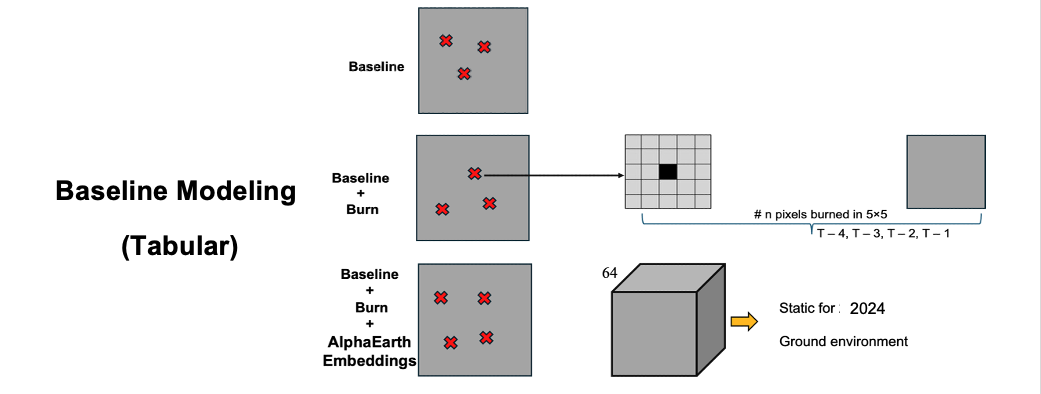 Baseline
Baseline Modeling
(Tabular)
Baseline
+
Burn
# n pixels burned in 5×5
T – 4, T – 3, T – 2, T – 1
Baseline
+
Burn
+
AlphaEarth
Embeddings
64
Static for : 2024
Ground environment